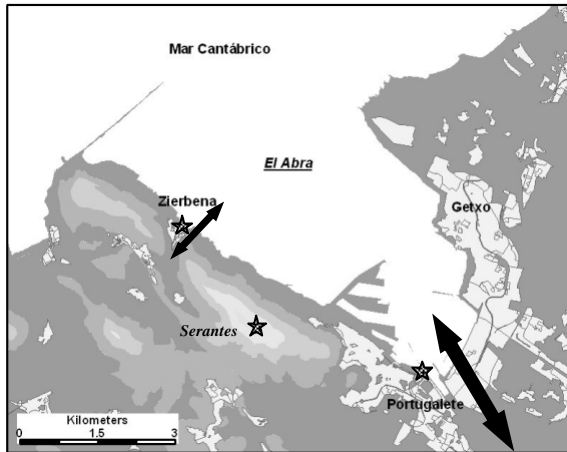 Mar Cantábrico
El Abra
Zierbena
Getxo
Serantes
Portugalete
Kilometers
0 1.5 3